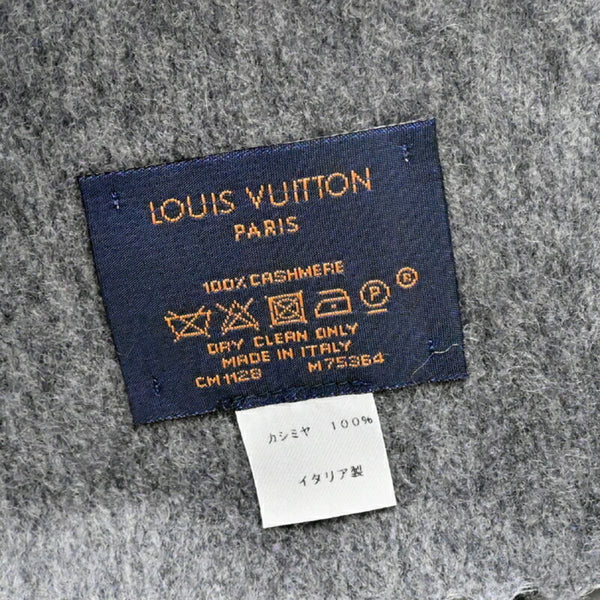 LOUIS VUITTON
PARIS
100% CASHMERE
P ©
DRY CLEAN ONLY
MADE IN ITALY
CM1128 M75364
カシミヤ 100%
イタリア製